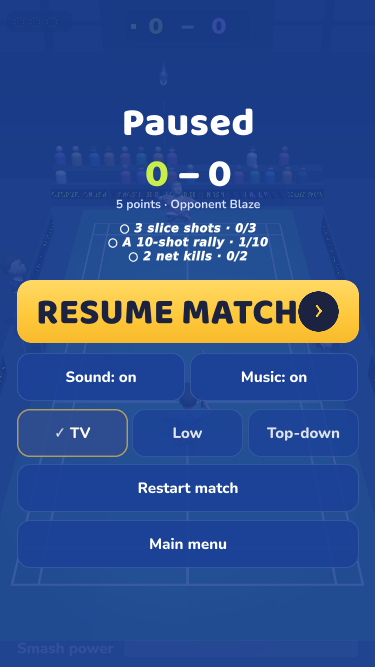 0 – 0
Paused
0 – 0
5 points · Opponent Blaze
3 slice shots · 0/3
A 10-shot rally · 1/10
2 net kills · 0/2
RESUME MATCH ›
Sound: on
Music: on
✓ TV
Low
Top-down
Restart match
Main menu
Smash power